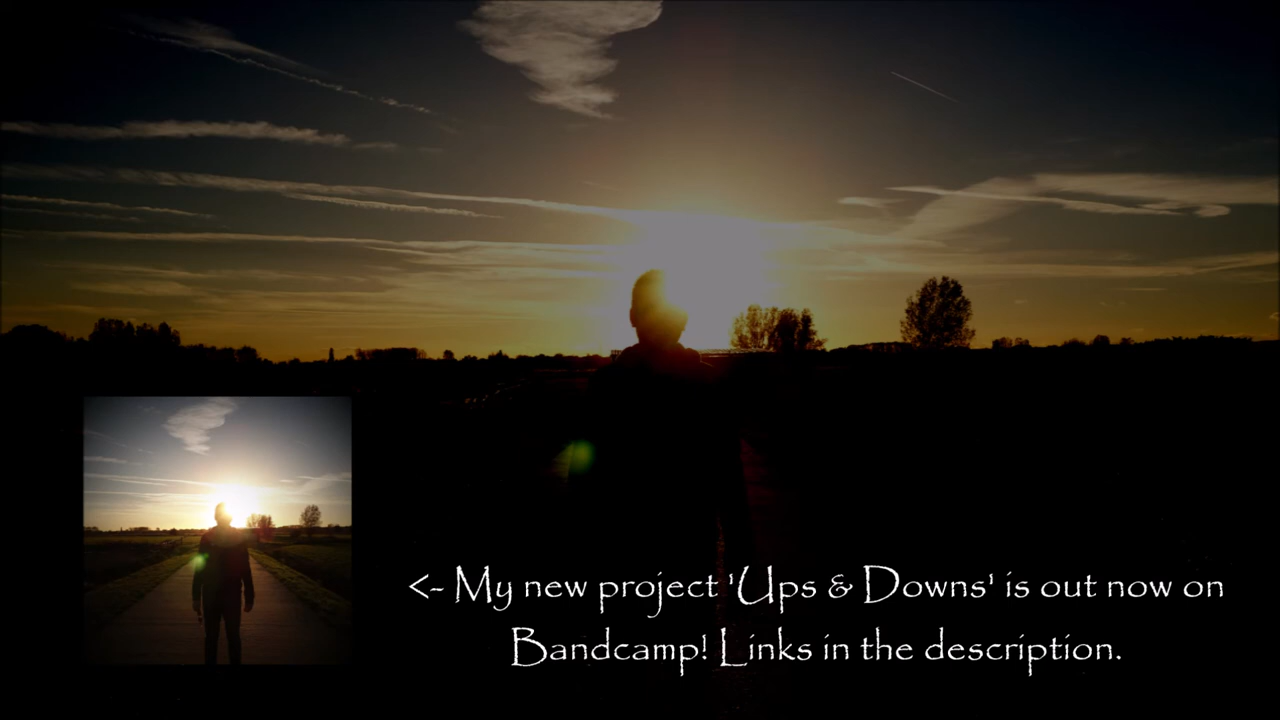 <- My new project 'Ups & Downs' is out now on
Bandcamp! Links in the description.